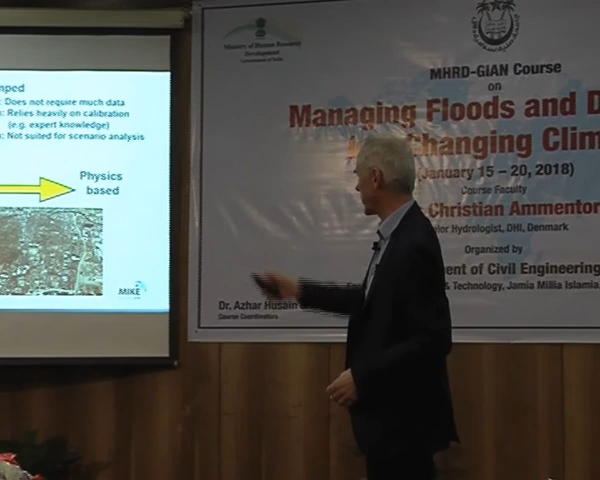 mped
: Does not require much data
: Relies heavily on calibration
(e.g. expert knowledge)
: Not suited for scenario analysis
Physics
based
MIKE
Ministry of Human Resource
Development
Government of India
MHRD-GIAN Course
on
Managing Floods and D
Changing Clim
(January 15 – 20, 2018)
Course Faculty
Christian Ammentor
Hydrologist, DHI, Denmark
Organized by
ent of Civil Engineering
& Technology, Jamia Millia Islamia
Dr. Azhar Husain
Course Coordinators